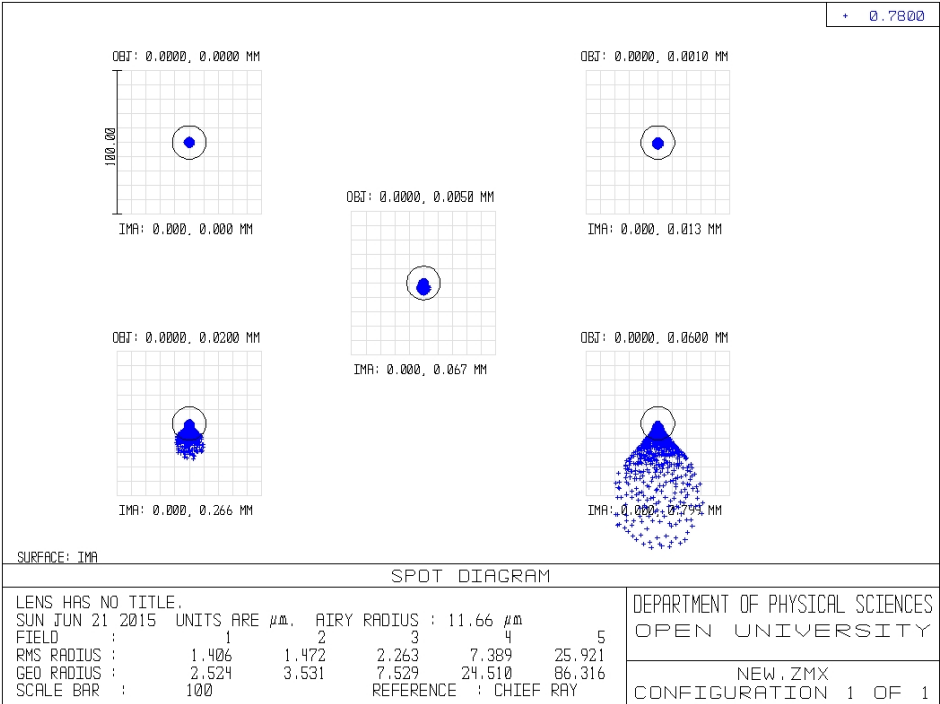 + 0.7800
OBJ: 0.0000, 0.0000 MM
OBJ: 0.0000, 0.0010 MM
100.00
IMA: 0.000, 0.000 MM
IMA: 0.000, 0.013 MM
OBJ: 0.0000, 0.0050 MM
IMA: 0.000, 0.067 MM
OBJ: 0.0000, 0.0200 MM
OBJ: 0.0000, 0.0600 MM
IMA: 0.000, 0.266 MM
IMA: 0.000, 0.799 MM
SURFACE: IMA
SPOT DIAGRAM
LENS HAS NO TITLE.
SUN JUN 21 2015 UNITS ARE µm. AIRY RADIUS : 11.66 µm
FIELD : 1 2 3 4 5
RMS RADIUS : 1.406 1.472 2.263 7.389 25.921
GEO RADIUS : 2.524 3.531 7.529 24.510 86.316
SCALE BAR : 100 REFERENCE : CHIEF RAY
DEPARTMENT OF PHYSICAL SCIENCES
OPEN UNIVERSITY
NEW.ZMX
CONFIGURATION 1 OF 1